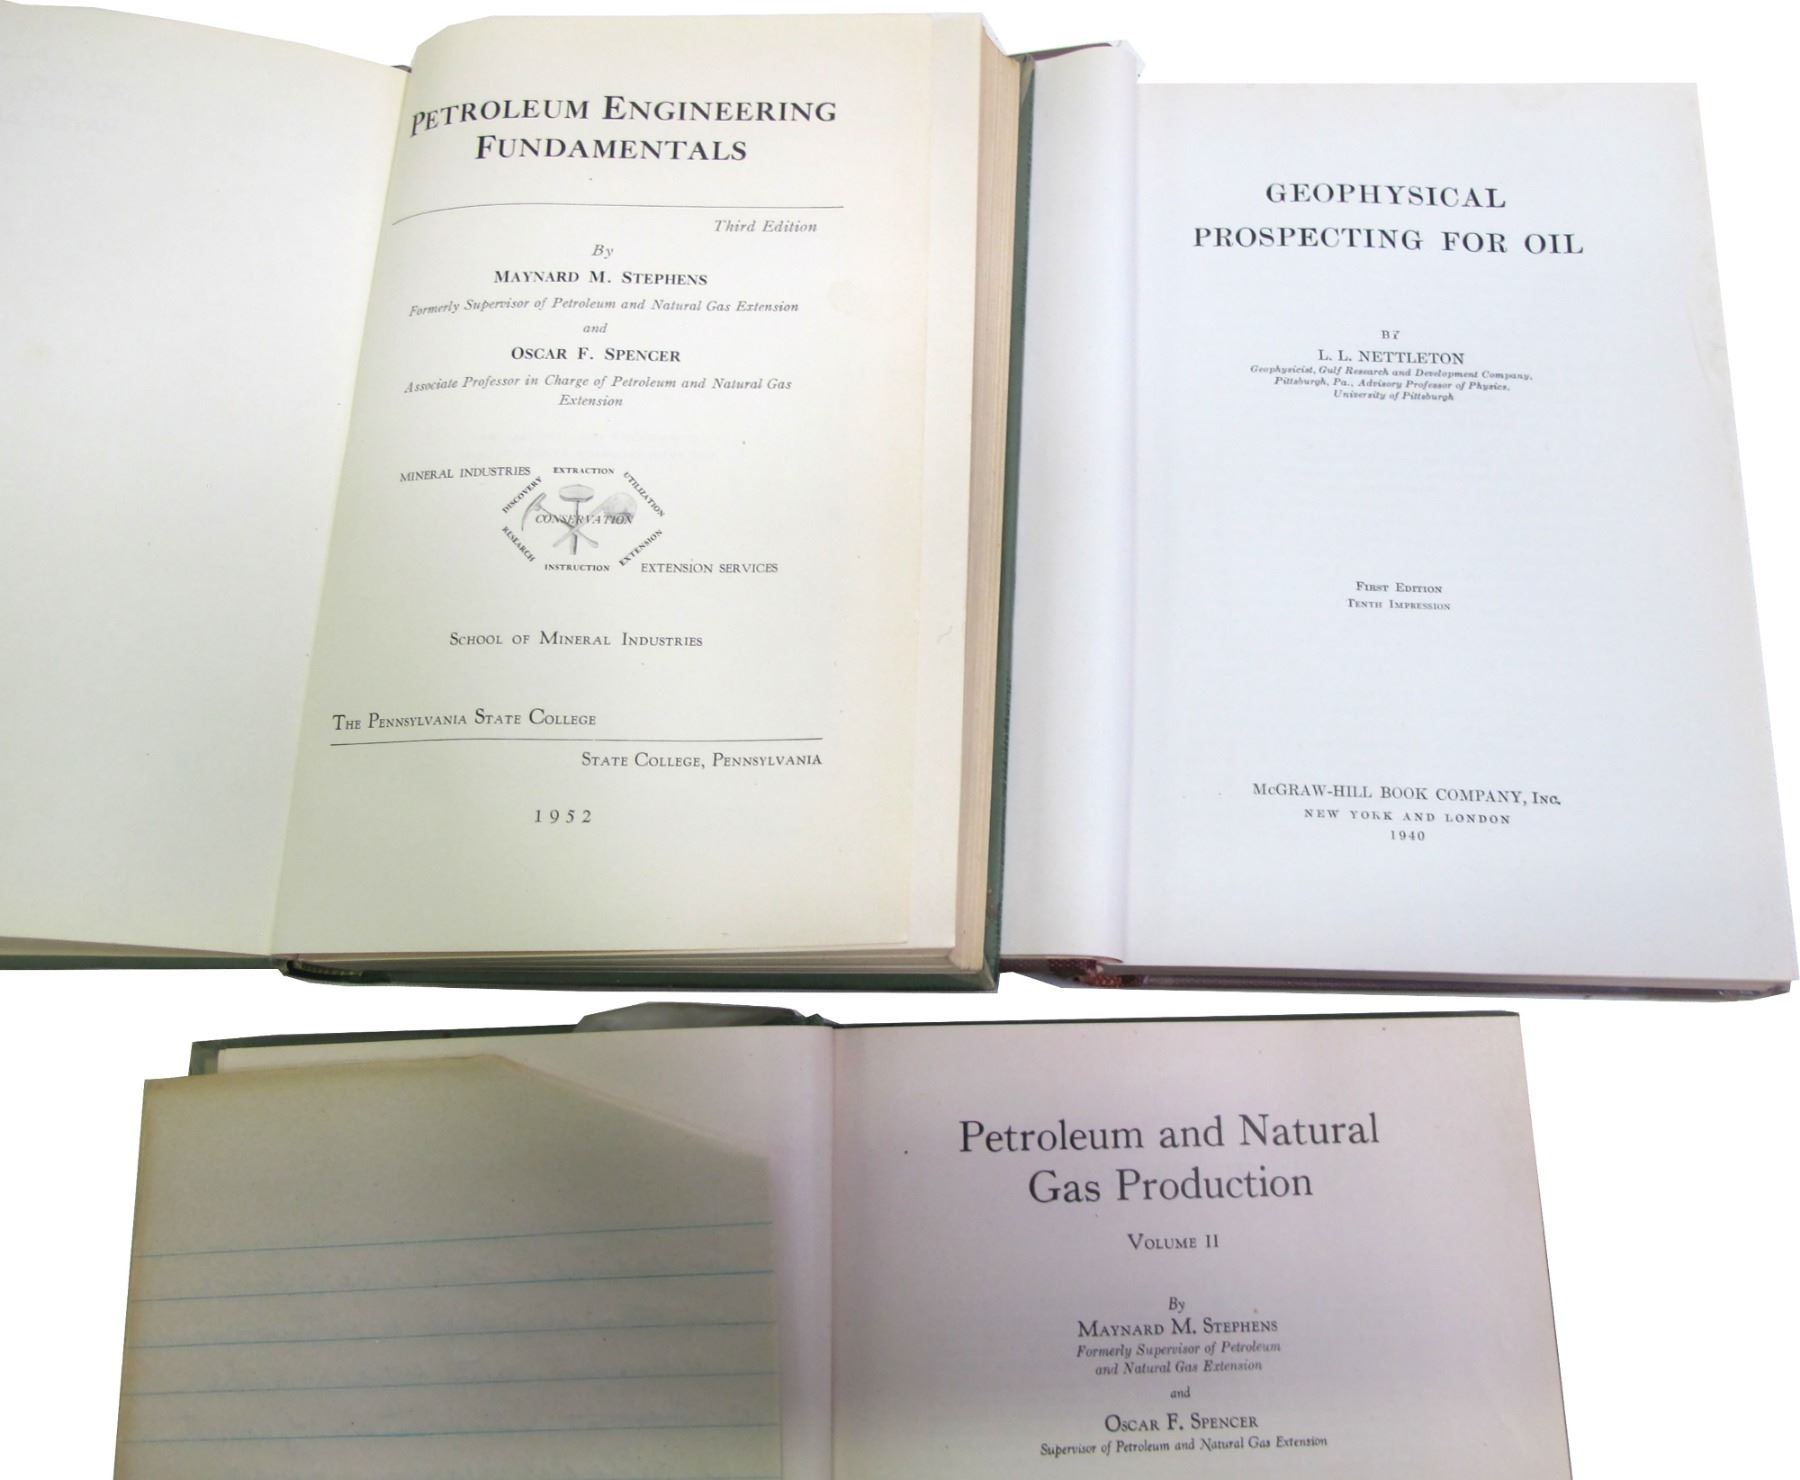 PETROLEUM ENGINEERING
FUNDAMENTALS
Third Edition
By
MAYNARD M. STEPHENS
Formerly Supervisor of Petroleum and Natural Gas Extension
and
OSCAR F. SPENCER
Associate Professor in Charge of Petroleum and Natural Gas
Extension
MINERAL INDUSTRIES
EXTRACTION
DISCOVERY
UTILIZATION
CONSERVATION
RESEARCH
EXTENSION
INSTRUCTION
EXTENSION SERVICES
SCHOOL OF MINERAL INDUSTRIES
THE PENNSYLVANIA STATE COLLEGE
STATE COLLEGE, PENNSYLVANIA
1952
GEOPHYSICAL
PROSPECTING FOR OIL
BY
L. L. NETTLETON
Geophysicist, Gulf Research and Development Company,
Pittsburgh, Pa., Advisory Professor of Physics,
University of Pittsburgh
FIRST EDITION
TENTH IMPRESSION
McGRAW-HILL BOOK COMPANY, INC.
NEW YORK AND LONDON
1940
Petroleum and Natural
Gas Production
VOLUME II
By
MAYNARD M. STEPHENS
Formerly Supervisor of Petroleum
and Natural Gas Extension
and
OSCAR F. SPENCER
Supervisor of Petroleum and Natural Gas Extension